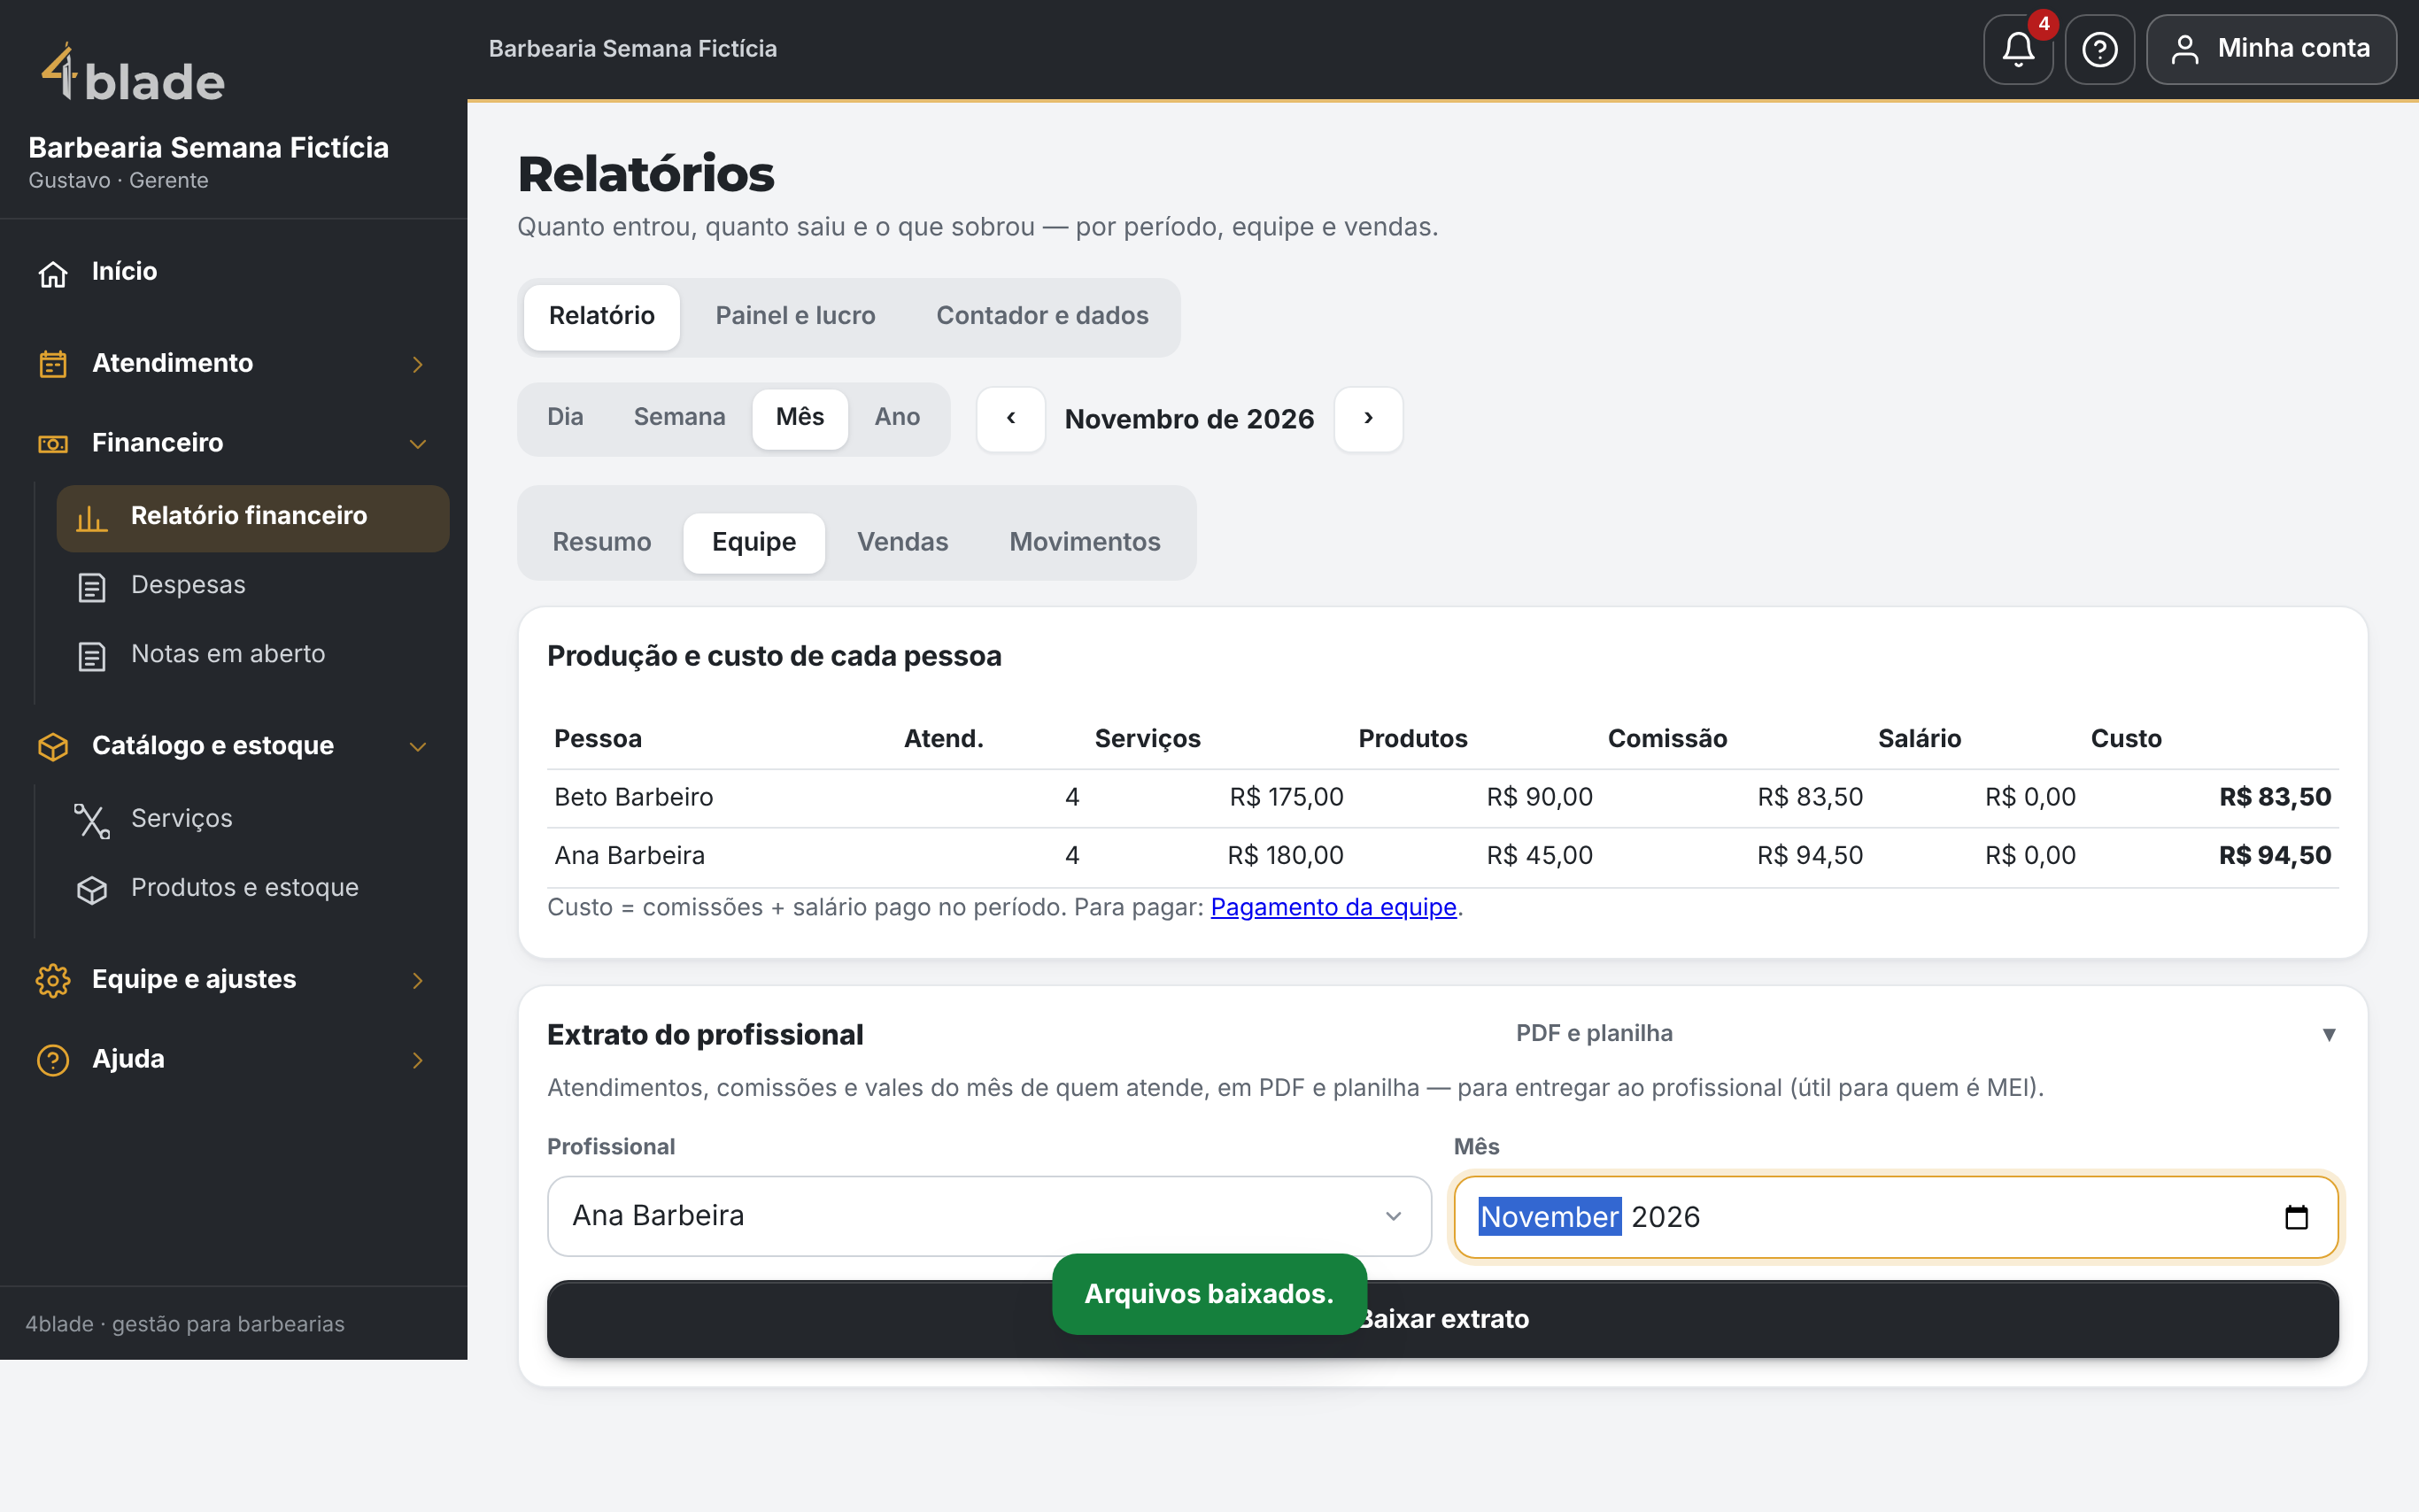 4blade
Barbearia Semana Fictícia
Gustavo · Gerente
Início
Atendimento
Financeiro
Relatório financeiro
Despesas
Notas em aberto
Catálogo e estoque
Serviços
Produtos e estoque
Equipe e ajustes
Ajuda
4blade · gestão para barbearias
Barbearia Semana Fictícia
4
Minha conta
Relatórios
Quanto entrou, quanto saiu e o que sobrou — por período, equipe e vendas.
Relatório Painel e lucro Contador e dados
Dia Semana Mês Ano ‹ Novembro de 2026 ›
Resumo Equipe Vendas Movimentos
Produção e custo de cada pessoa
Pessoa Atend. Serviços Produtos Comissão Salário Custo
Beto Barbeiro 4 R$ 175,00 R$ 90,00 R$ 83,50 R$ 0,00 R$ 83,50
Ana Barbeira 4 R$ 180,00 R$ 45,00 R$ 94,50 R$ 0,00 R$ 94,50
Custo = comissões + salário pago no período. Para pagar: Pagamento da equipe.
Extrato do profissional PDF e planilha ▼
Atendimentos, comissões e vales do mês de quem atende, em PDF e planilha — para entregar ao profissional (útil para quem é MEI).
Profissional Mês
Ana Barbeira November 2026
Arquivos baixados.
Baixar extrato